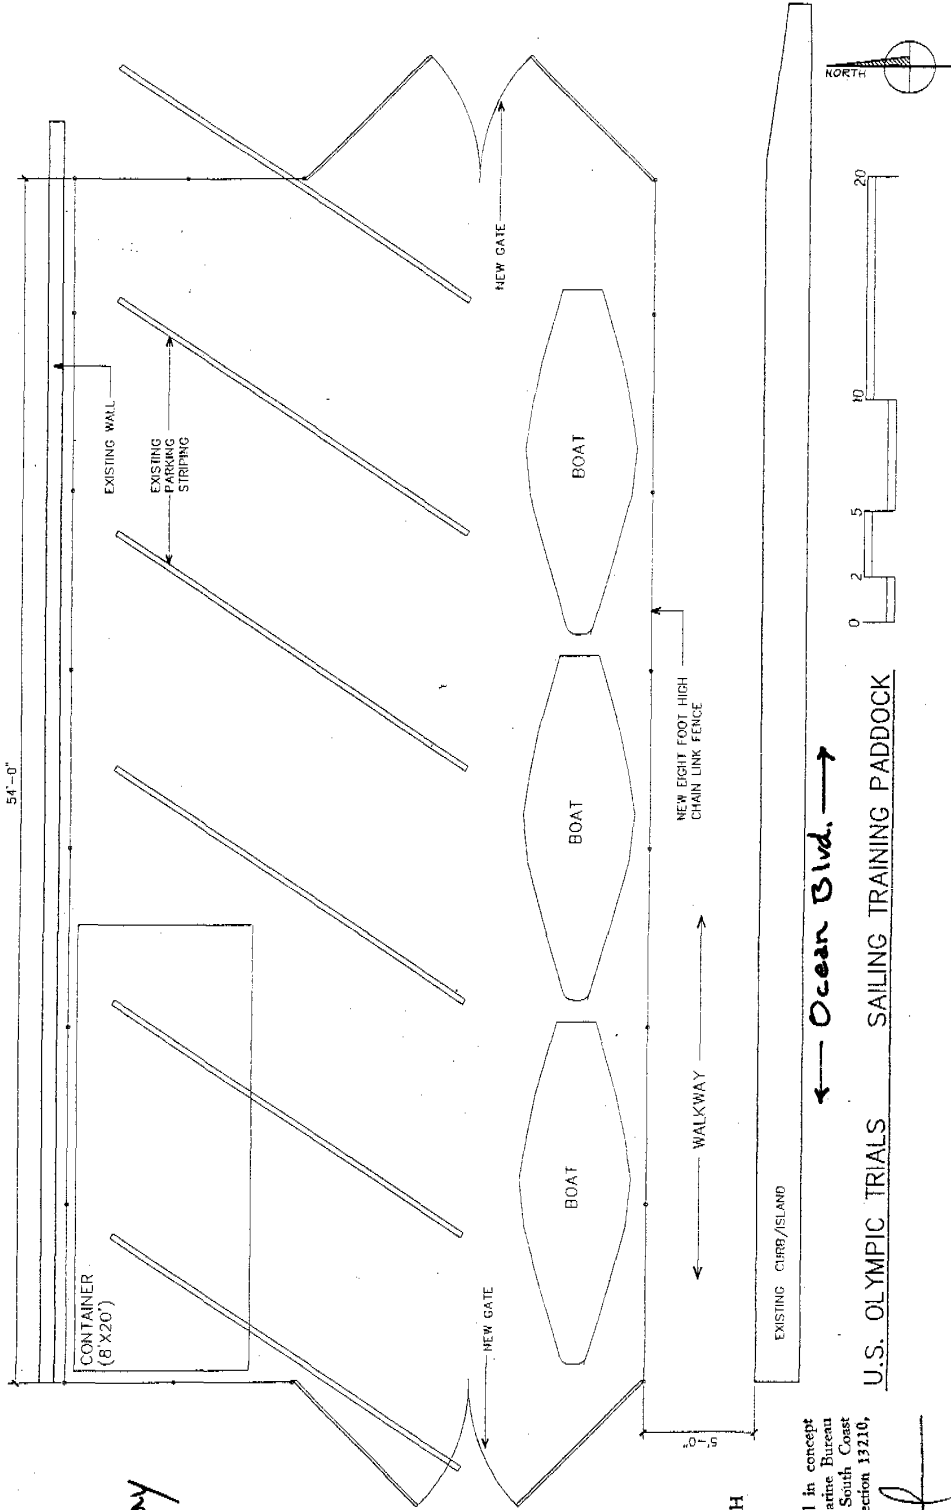 54'-0"
EXISTING WALL
EXISTING
PARKING
STRIPING
NEW GATE
CONTAINER
(8'X20')
BOAT
BOAT
BOAT
NEW GATE
NEW EIGHT FOOT HIGH
CHAIN LINK FENCE
WALKWAY
5'-0"
EXISTING CURB/ISLAND
← Ocean Blvd. →
U.S. OLYMPIC TRIALS SAILING TRAINING PADDOCK
0 2 5 10 20
NORTH
H
l in concept
arine Bureau
South Coast
ection 13210,